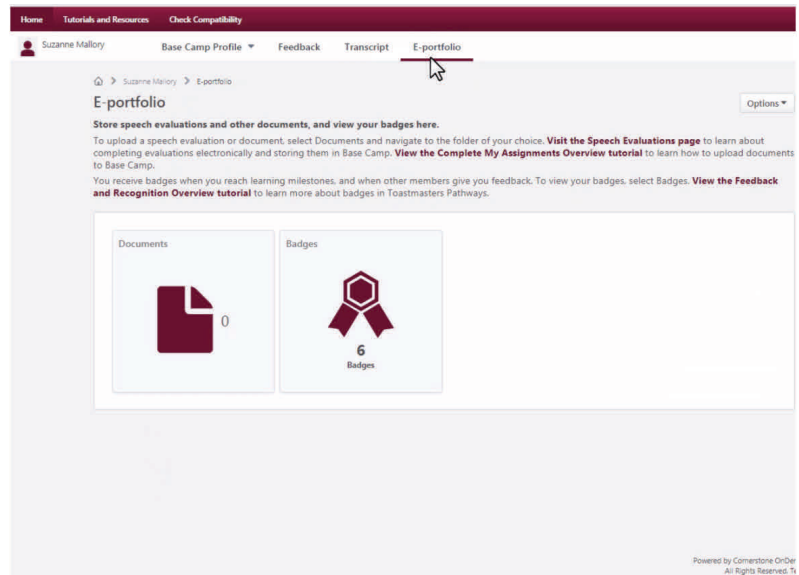 Home Tutorials and Resources Check Compatibility
Suzanne Mallory Base Camp Profile Feedback Transcript E-portfolio
Suzanne Mallory E-portfolio
E-portfolio
Options
Store speech evaluations and other documents, and view your badges here.
To upload a speech evaluation or document, select Documents and navigate to the folder of your choice. Visit the Speech Evaluations page to learn about
completing evaluations electronically and storing them in Base Camp. View the Complete My Assignments Overview tutorial to learn how to upload documents
to Base Camp.
You receive badges when you reach learning milestones, and when other members give you feedback. To view your badges, select Badges. View the Feedback
and Recognition Overview tutorial to learn more about badges in Toastmasters Pathways.
Documents
0
Badges
6
Badges
Powered by Cornerstone OnDe
All Rights Reserved. Te